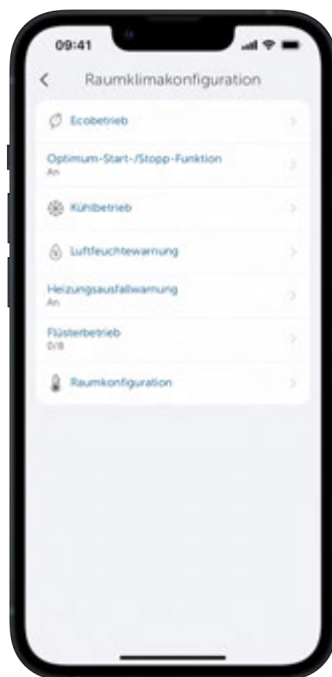 09:41
Raumklimakonfiguration
Ecobetrieb
Optimum-Start-/Stopp-Funktion
An
Kühlbetrieb
Luftfeuchtewarnung
Heizungsausfallwarnung
An
Flüsterbetrieb
0/8
Raumkonfiguration